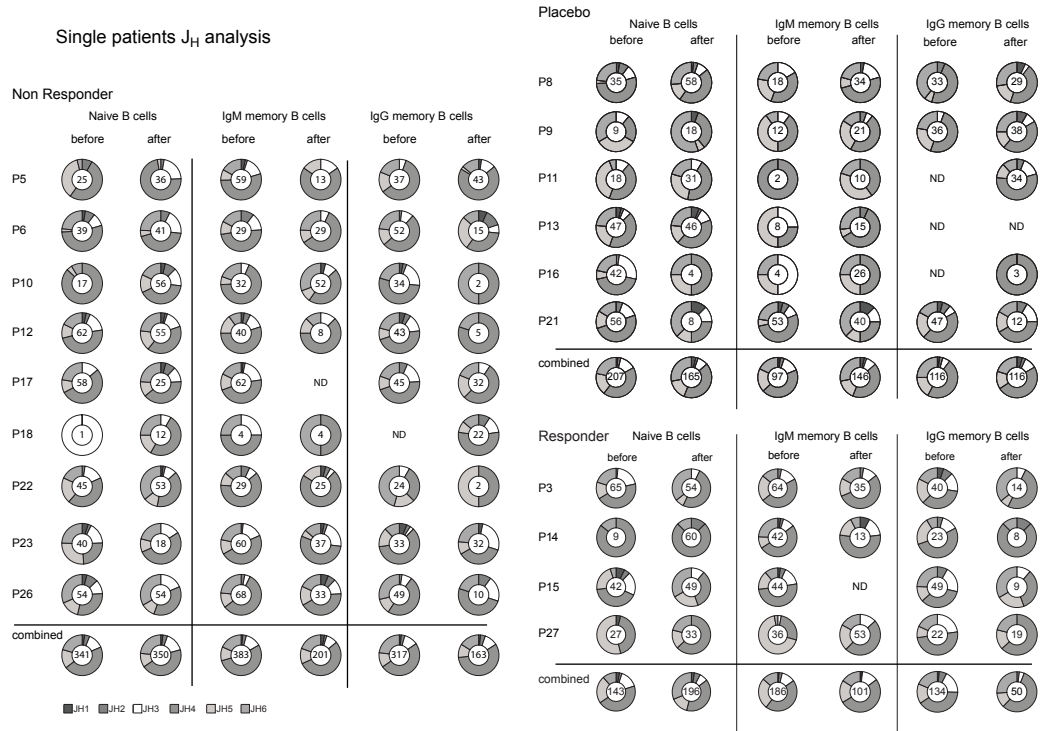 Single patients JH analysis
Non Responder
Naive B cells IgM memory B cells IgG memory B cells
before after before after before after
P5 25 36 59 13 37 43
P6 39 41 29 29 52 15
P10 17 56 32 52 34 2
P12 62 55 40 8 43 5
P17 58 25 62 ND 45 32
P18 1 12 4 4 ND 22
P22 45 53 29 25 24 2
P23 40 18 60 37 33 32
P26 54 54 68 33 49 10
combined 341 350 383 201 317 163
JH1 JH2 JH3 JH4 JH5 JH6
Placebo
Naive B cells IgM memory B cells IgG memory B cells
before after before after before after
P8 35 58 18 34 33 29
P9 9 18 12 21 36 38
P11 18 31 2 10 ND 34
P13 47 46 8 15 ND ND
P16 42 4 4 26 ND 3
P21 56 8 53 40 47 12
combined 207 165 97 146 116 116
Responder Naive B cells IgM memory B cells IgG memory B cells
before after before after before after
P3 65 54 64 35 40 14
P14 9 60 42 13 23 8
P15 42 49 44 ND 49 9
P27 27 33 36 53 22 19
combined 143 196 186 101 134 50